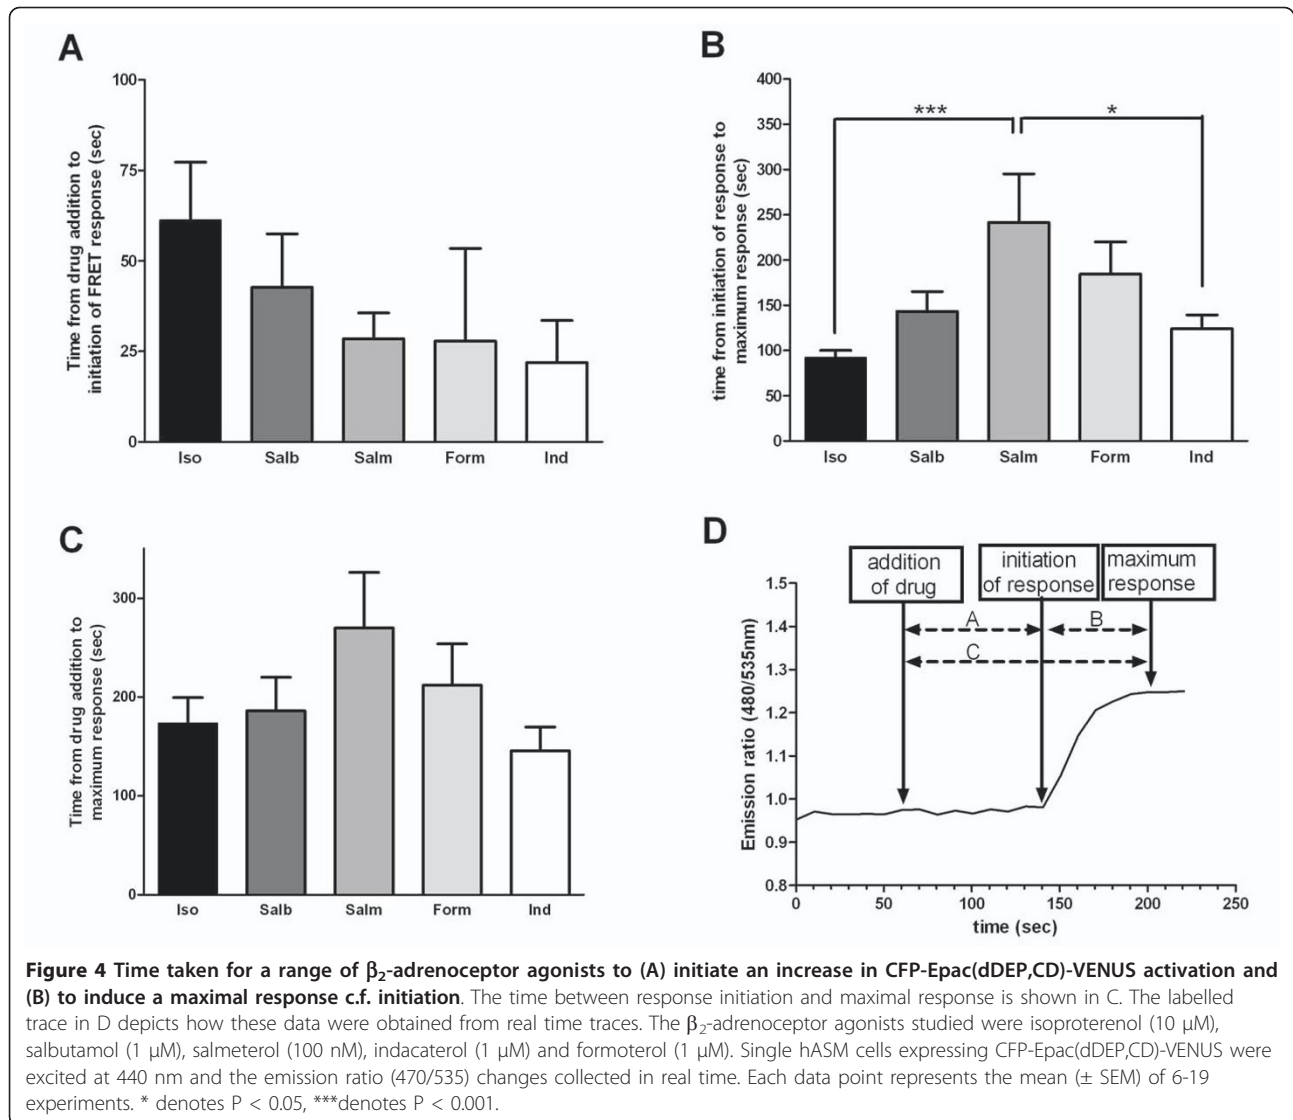 A
Time from drug addition to
initiation of FRET response (sec)
100
75
50
25
0
Iso Salb Salm Form Ind
B
time from initiation of response to
maximum response (sec)
400
350
300
250
200
150
100
50
0
*** *
Iso Salb Salm Form Ind
C
Time from drug addition to
maximum response (sec)
300
200
100
0
Iso Salb Salm Form Ind
D
addition
of drug
initiation
of response
maximum
response
A B
C
Emission ratio (480/535nm)
1.5
1.4
1.3
1.2
1.1
1.0
0.9
0.8
0 50 100 150 200 250
time (sec)
Figure 4 Time taken for a range of β₂-adrenoceptor agonists to (A) initiate an increase in CFP-Epac(dDEP,CD)-VENUS activation and
(B) to induce a maximal response c.f. initiation. The time between response initiation and maximal response is shown in C. The labelled
trace in D depicts how these data were obtained from real time traces. The β₂-adrenoceptor agonists studied were isoproterenol (10 μM),
salbutamol (1 μM), salmeterol (100 nM), indacaterol (1 μM) and formoterol (1 μM). Single hASM cells expressing CFP-Epac(dDEP,CD)-VENUS were
excited at 440 nm and the emission ratio (470/535) changes collected in real time. Each data point represents the mean (± SEM) of 6-19
experiments. * denotes P < 0.05, ***denotes P < 0.001.